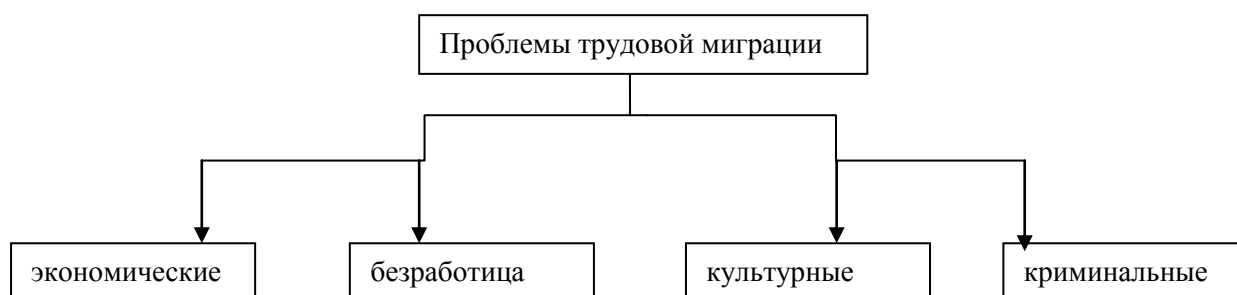 Проблемы трудовой миграции
экономические
безработица
культурные
криминальные